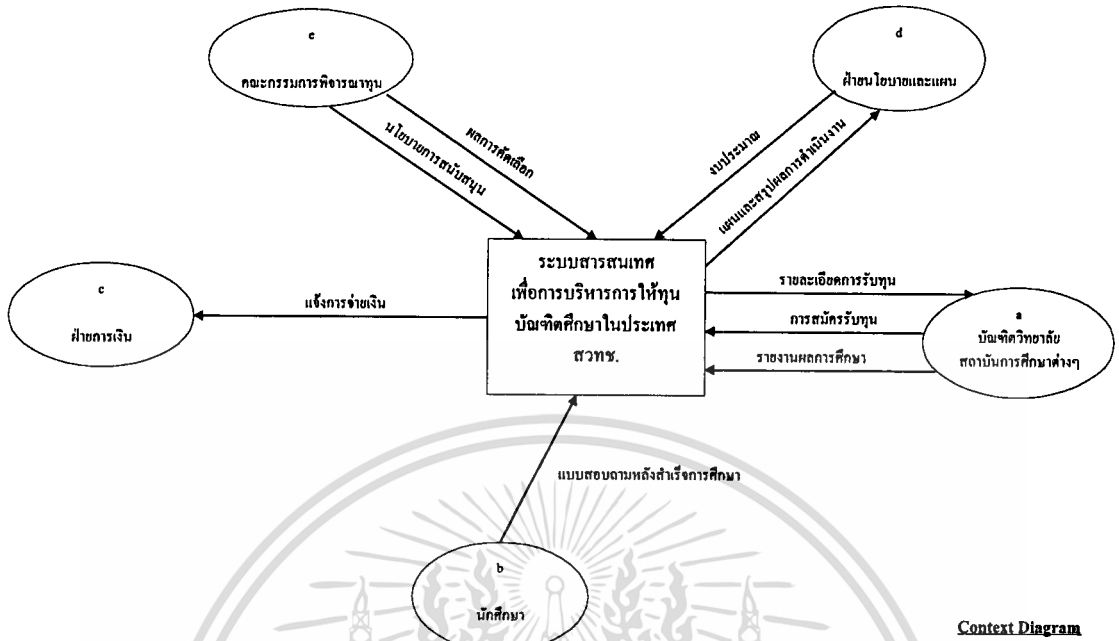 e
คณะกรรมการพิจารณาทุน
d
ฝ่ายนโยบายและแผน
นโยบายการสนับสนุน
ผลการคัดเลือก
งบประมาณ
แผนและสรุปผลการดำเนินงาน
ระบบสารสนเทศ
เพื่อการบริหารการให้ทุน
บัณฑิตศึกษาในประเทศ
สวทช.
c
ฝ่ายการเงิน
แจ้งการจ่ายเงิน
รายละเอียดการรับทุน
การสมัครรับทุน
รายงานผลการศึกษา
a
บัณฑิตวิทยาลัย
สถาบันการศึกษาต่างๆ
แบบสอบถามหลังสำเร็จการศึกษา
b
นักศึกษา
Context Diagram